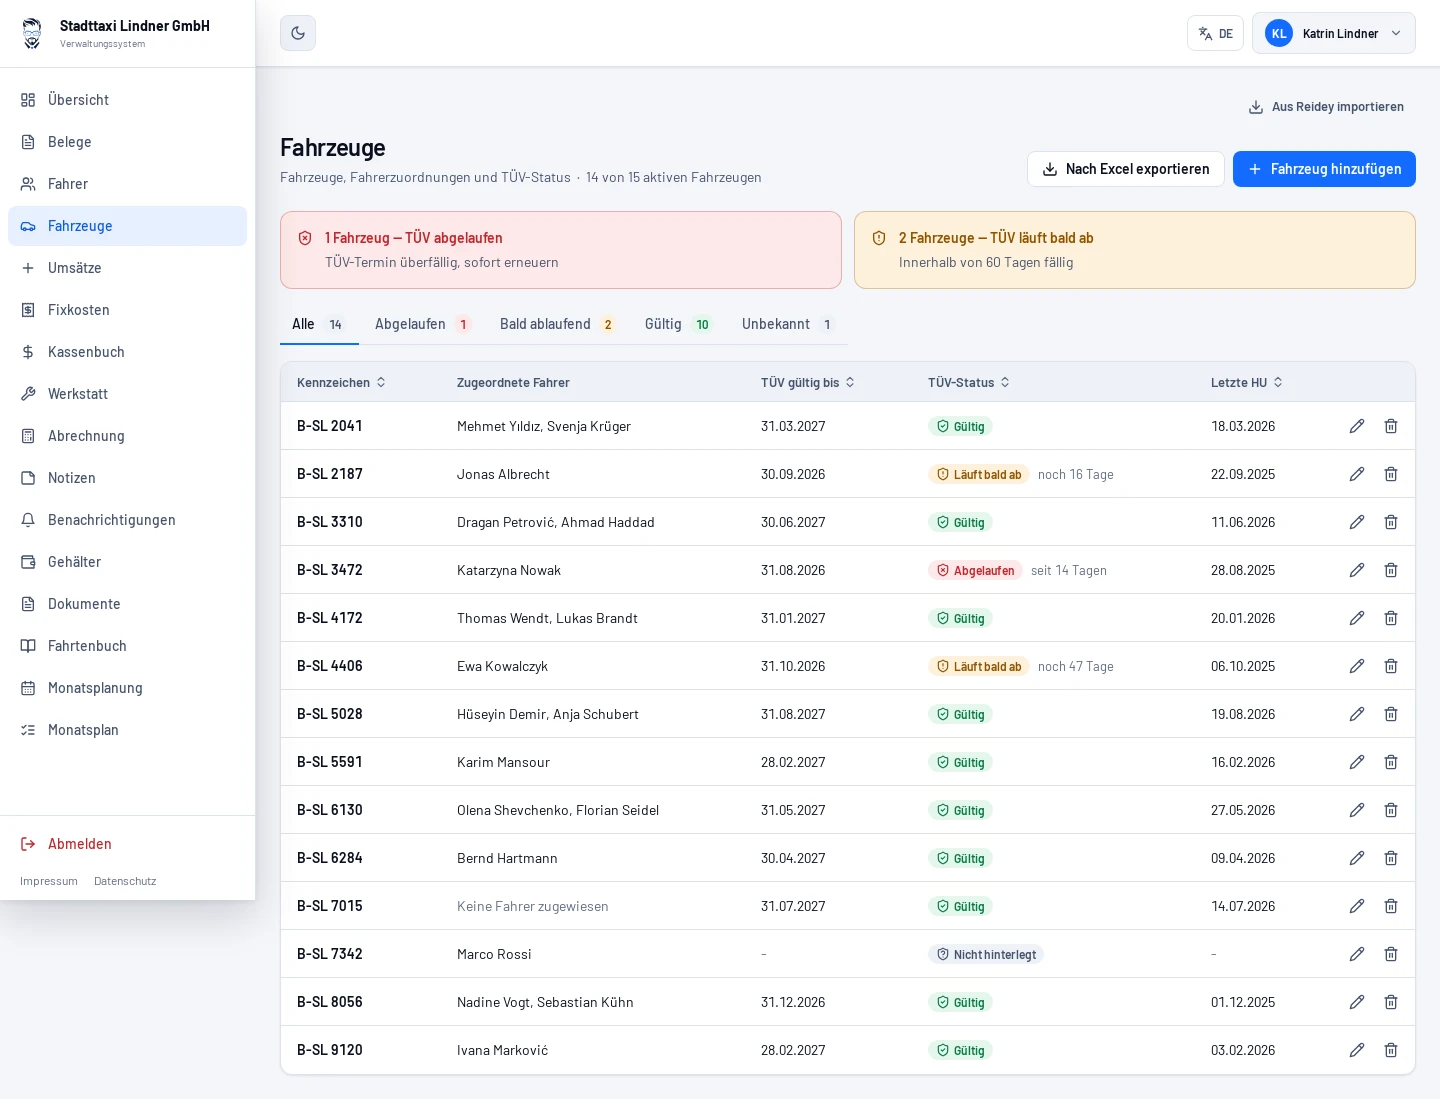 Stadttaxi Lindner GmbH
Verwaltungssystem
DE
KL Katrin Lindner
Übersicht
Belege
Fahrer
Fahrzeuge
Umsätze
Fixkosten
Kassenbuch
Werkstatt
Abrechnung
Notizen
Benachrichtigungen
Gehälter
Dokumente
Fahrtenbuch
Monatsplanung
Monatsplan
Abmelden
Impressum Datenschutz
Aus Reidey importieren
Fahrzeuge
Fahrzeuge, Fahrerzuordnungen und TÜV-Status · 14 von 15 aktiven Fahrzeugen
Nach Excel exportieren
Fahrzeug hinzufügen
1 Fahrzeug – TÜV abgelaufen
TÜV-Termin überfällig, sofort erneuern
2 Fahrzeuge – TÜV läuft bald ab
Innerhalb von 60 Tagen fällig
Alle 14 Abgelaufen 1 Bald ablaufend 2 Gültig 10 Unbekannt 1
Kennzeichen Zugeordnete Fahrer TÜV gültig bis TÜV-Status Letzte HU
B-SL 2041 Mehmet Yıldız, Svenja Krüger 31.03.2027 Gültig 18.03.2026
B-SL 2187 Jonas Albrecht 30.09.2026 Läuft bald ab noch 16 Tage 22.09.2025
B-SL 3310 Dragan Petrović, Ahmad Haddad 30.06.2027 Gültig 11.06.2026
B-SL 3472 Katarzyna Nowak 31.08.2026 Abgelaufen seit 14 Tagen 28.08.2025
B-SL 4172 Thomas Wendt, Lukas Brandt 31.01.2027 Gültig 20.01.2026
B-SL 4406 Ewa Kowalczyk 31.10.2026 Läuft bald ab noch 47 Tage 06.10.2025
B-SL 5028 Hüseyin Demir, Anja Schubert 31.08.2027 Gültig 19.08.2026
B-SL 5591 Karim Mansour 28.02.2027 Gültig 16.02.2026
B-SL 6130 Olena Shevchenko, Florian Seidel 31.05.2027 Gültig 27.05.2026
B-SL 6284 Bernd Hartmann 30.04.2027 Gültig 09.04.2026
B-SL 7015 Keine Fahrer zugewiesen 31.07.2027 Gültig 14.07.2026
B-SL 7342 Marco Rossi - Nicht hinterlegt -
B-SL 8056 Nadine Vogt, Sebastian Kühn 31.12.2026 Gültig 01.12.2025
B-SL 9120 Ivana Marković 28.02.2027 Gültig 03.02.2026